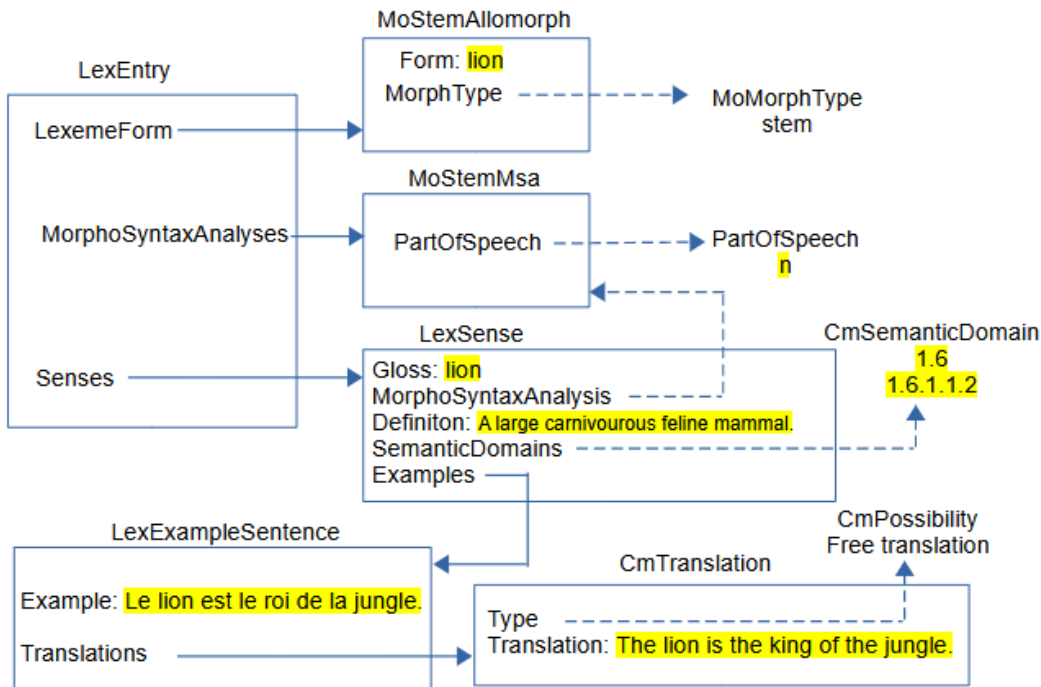 MoStemAllomorph
Form: lion
MorphType
MoMorphType
stem
LexEntry
LexemeForm
MorphoSyntaxAnalyses
Senses
MoStemMsa
PartOfSpeech
PartOfSpeech
n
LexSense
Gloss: lion
MorphoSyntaxAnalysis
Definiton: A large carnivourous feline mammal.
SemanticDomains
Examples
CmSemanticDomain
1.6
1.6.1.1.2
LexExampleSentence
Example: Le lion est le roi de la jungle.
Translations
CmTranslation
Type
Translation: The lion is the king of the jungle.
CmPossibility
Free translation